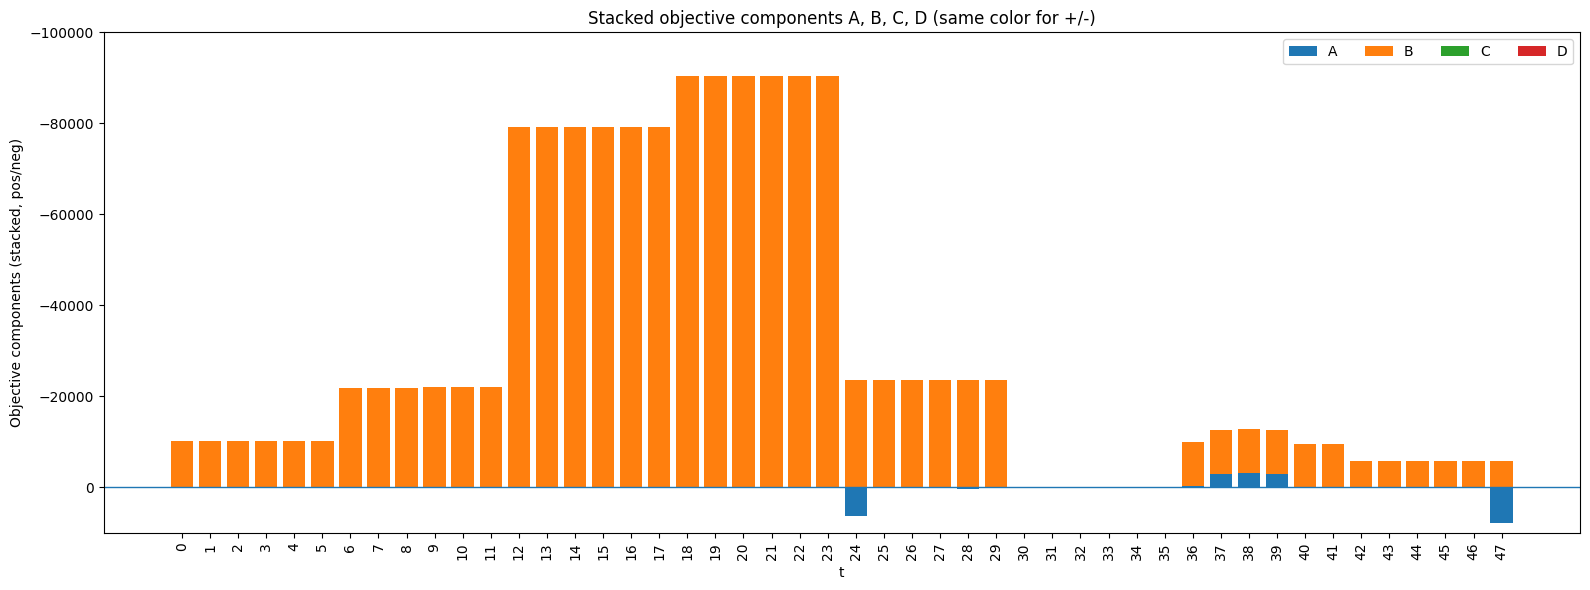 Stacked objective components A, B, C, D (same color for +/-)
A B C D
Objective components (stacked, pos/neg)
−100000
−80000
−60000
−40000
−20000
0
0 1 2 3 4 5 6 7 8 9 10 11 12 13 14 15 16 17 18 19 20 21 22 23 24 25 26 27 28 29 30 31 32 33 34 35 36 37 38 39 40 41 42 43 44 45 46 47
t